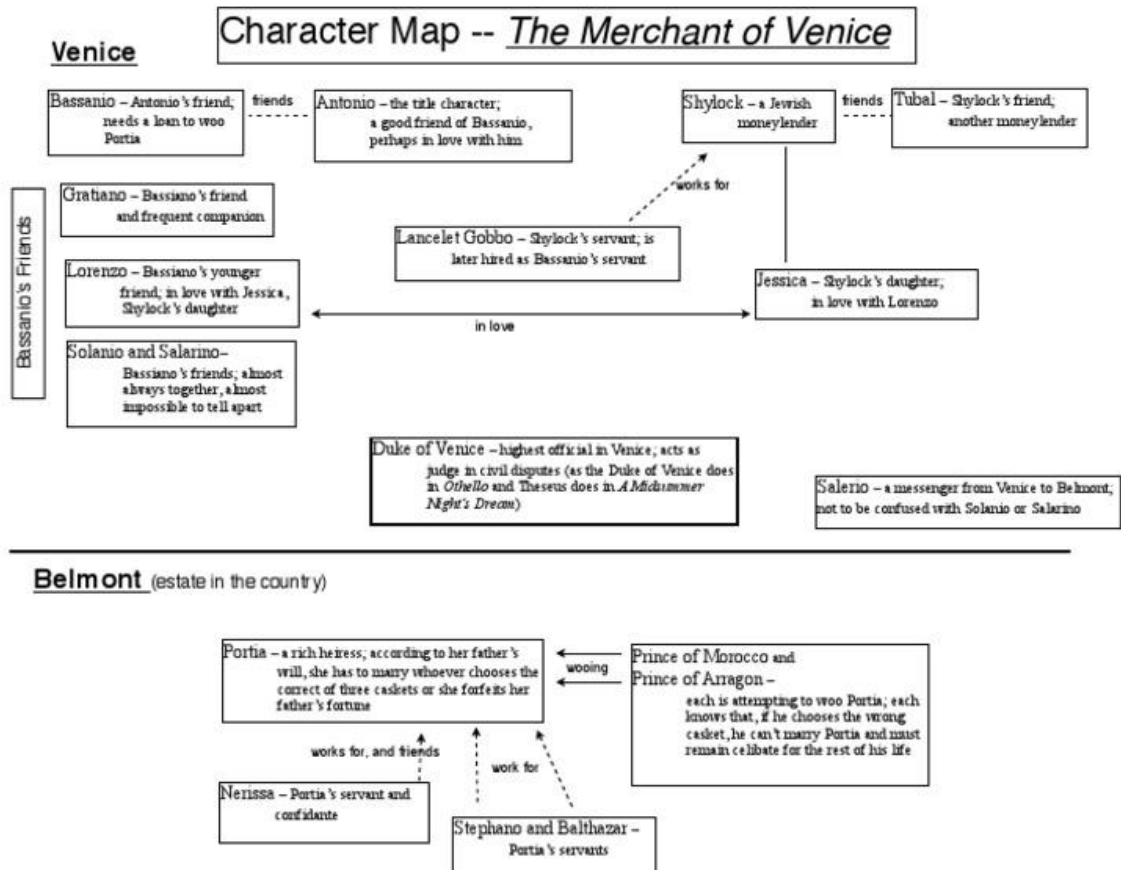 Character Map -- The Merchant of Venice
Venice
Bassanio – Antonio's friend;
needs a loan to woo
Portia
friends
Antonio – the title character;
a good friend of Bassanio,
perhaps in love with him
Shylock – a Jewish
moneylender
friends
Tubal – Shylock's friend;
another moneylender
works for
Bassanio's Friends
Gratiano – Bassiano's friend
and frequent companion
Lancelet Gobbo – Shylock's servant; is
later hired as Bassanio's servant
Lorenzo – Bassiano's younger
friend; in love with Jessica,
Shylock's daughter
in love
Jessica – Shylock's daughter;
in love with Lorenzo
Solanio and Salarino–
Bassiano's friends; almost
always together, almost
impossible to tell apart
Duke of Venice – highest official in Venice; acts as
judge in civil disputes (as the Duke of Venice does
in Othello and Theseus does in A Midsummer
Night's Dream)
Salerio – a messenger from Venice to Belmont;
not to be confused with Solanio or Salarino
Belmont (estate in the country)
Portia – a rich heiress; according to her father's
will, she has to marry whoever chooses the
correct of three caskets or she forfeits her
father's fortune
wooing
Prince of Morocco and
Prince of Arragon –
each is attempting to woo Portia; each
knows that, if he chooses the wrong
casket, he can't marry Portia and must
remain celibate for the rest of his life
works for, and friends
work for
Nerissa – Portia's servant and
confidante
Stephano and Balthazar –
Portia's servants